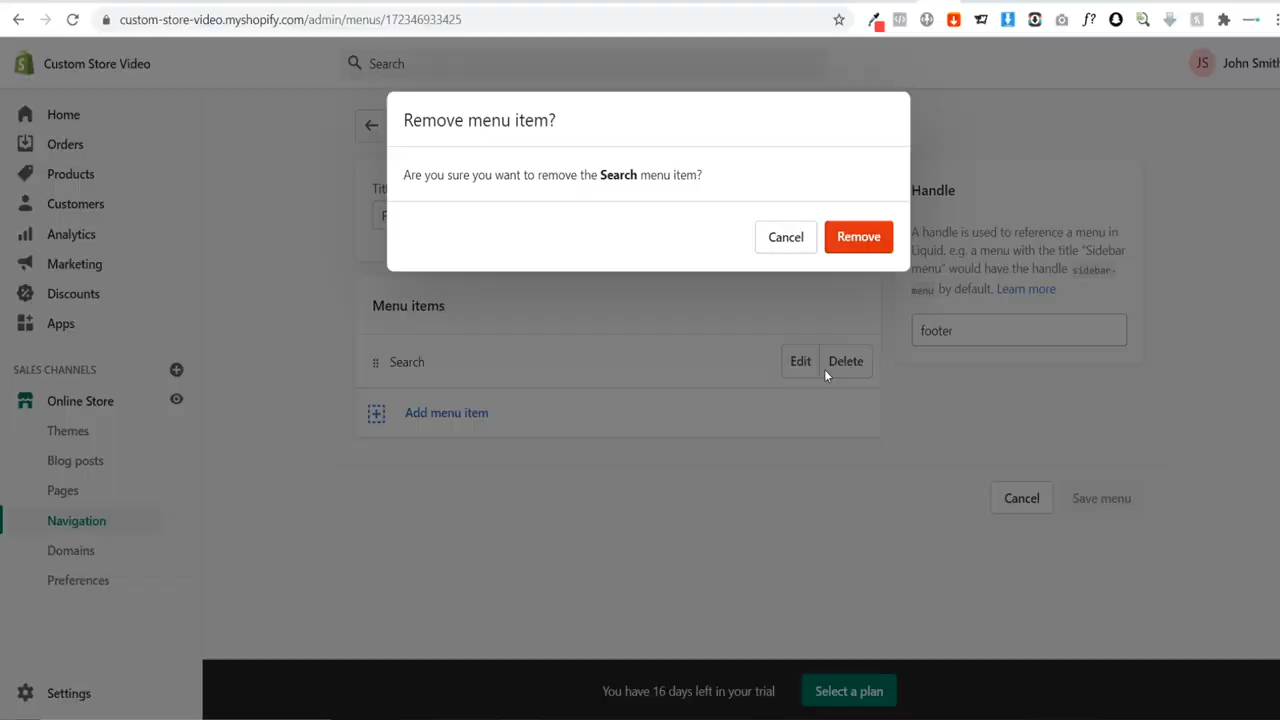 custom-store-video.myshopify.com/admin/menus/172346933425
f?
Custom Store Video
Search
JS
John Smith
Home
Orders
Products
Customers
Analytics
Marketing
Discounts
Apps
SALES CHANNELS
Online Store
Themes
Blog posts
Pages
Navigation
Domains
Preferences
Settings
Remove menu item?
Are you sure you want to remove the Search menu item?
Cancel
Remove
Menu items
Search
Edit
Delete
Add menu item
Handle
A handle is used to reference a menu in
Liquid. e.g. a menu with the title "Sidebar
menu" would have the handle sidebar-
menu by default. Learn more
footer
Cancel
Save menu
You have 16 days left in your trial
Select a plan